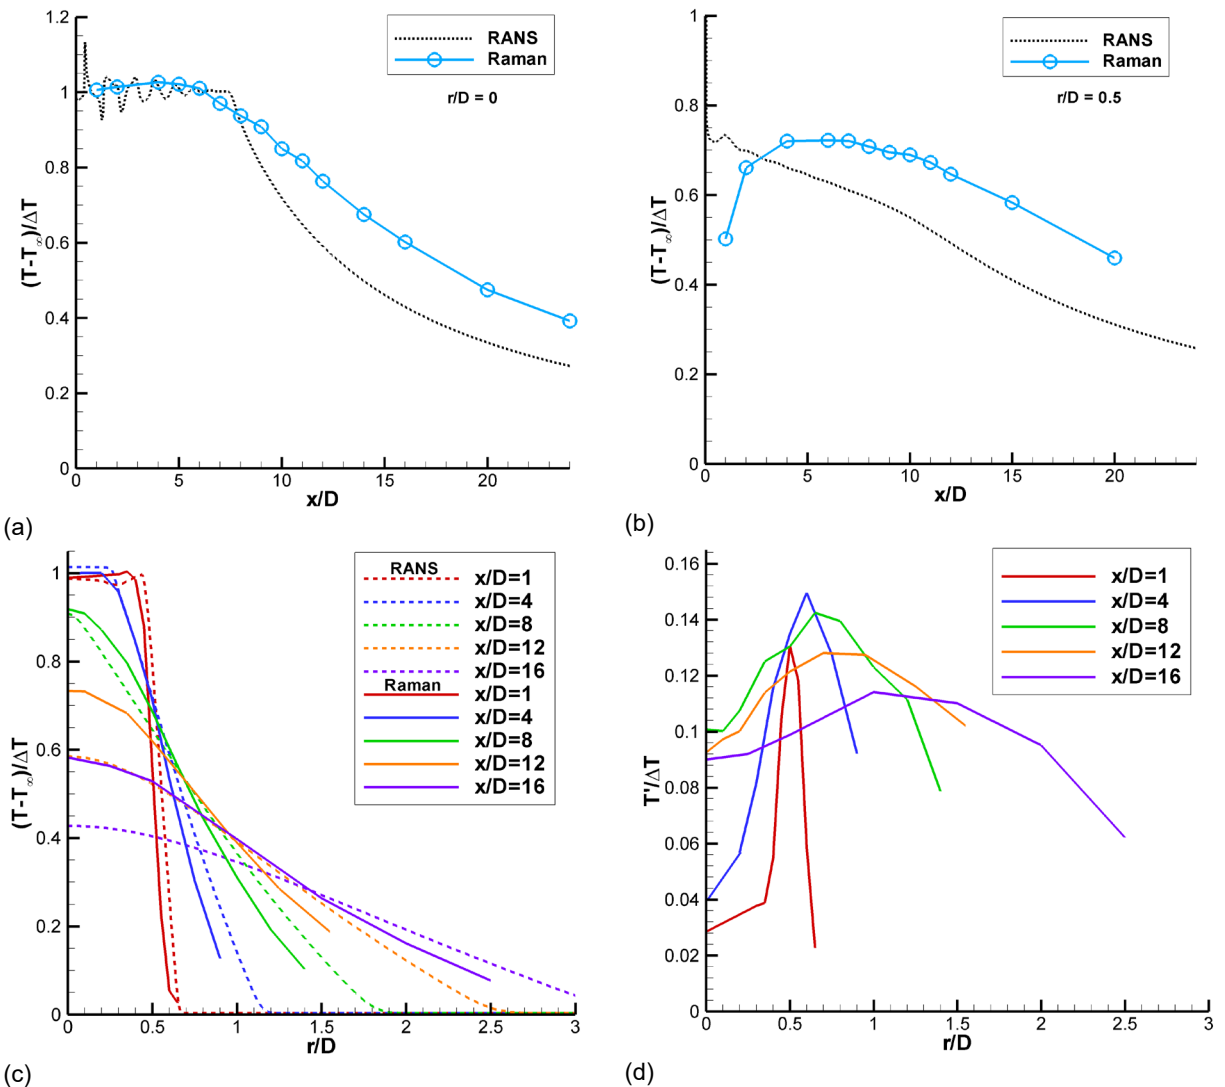 1.2
1
0.8
0.6
0.4
0.2
0
0
5
10
15
20
(T-T∞)/ΔT
x/D
RANS
Raman
r/D = 0
(a)
1
0.8
0.6
0.4
0.2
0
0
5
10
15
20
(T-T∞)/ΔT
x/D
RANS
Raman
r/D = 0.5
(b)
1
0.8
0.6
0.4
0.2
0
0
0.5
1
1.5
2
2.5
3
(T-T∞)/ΔT
r/D
RANS
x/D=1
x/D=4
x/D=8
x/D=12
x/D=16
Raman
x/D=1
x/D=4
x/D=8
x/D=12
x/D=16
(c)
0.16
0.14
0.12
0.1
0.08
0.06
0.04
0.02
0
0
0.5
1
1.5
2
2.5
3
T'/ΔT
r/D
x/D=1
x/D=4
x/D=8
x/D=12
x/D=16
(d)